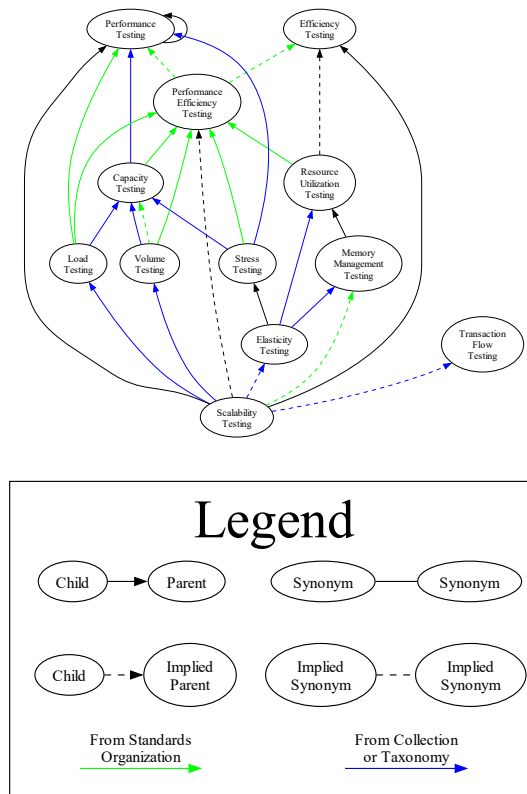 Performance
Testing
Efficiency
Testing
Performance
Efficiency
Testing
Capacity
Testing
Resource
Utilization
Testing
Load
Testing
Volume
Testing
Stress
Testing
Memory
Management
Testing
Elasticity
Testing
Transaction
Flow
Testing
Scalability
Testing
Legend
Child
Parent
Synonym
Synonym
Child
Implied
Parent
Implied
Synonym
Implied
Synonym
From Standards
Organization
From Collection
or Taxonomy